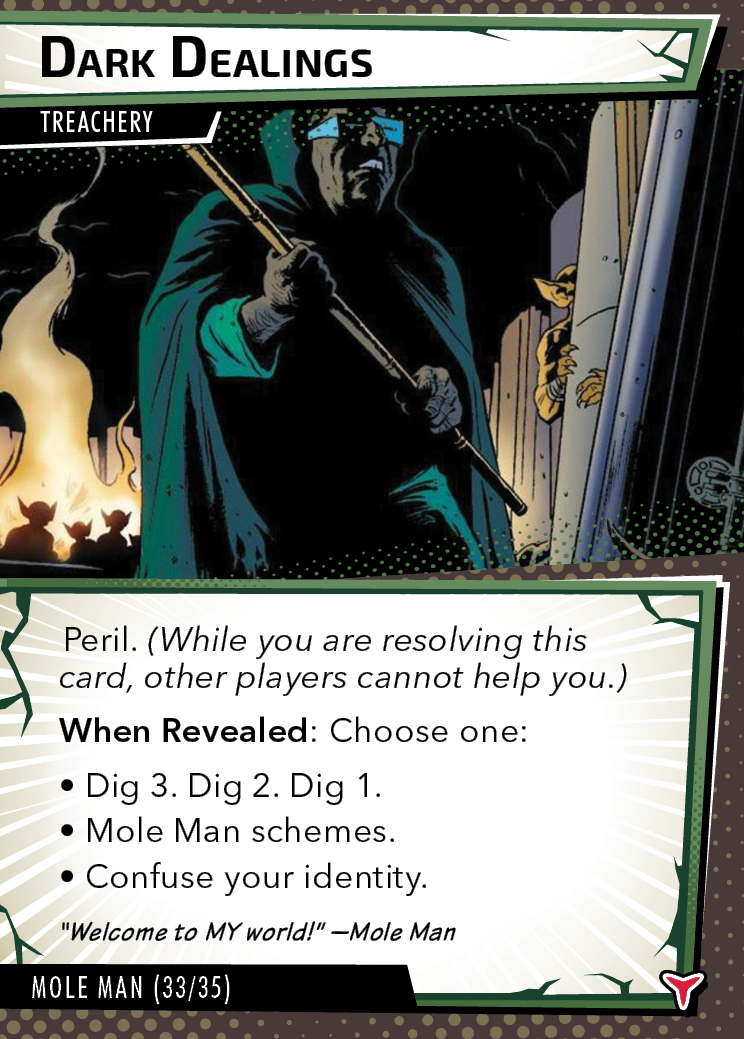 Dark Dealings
TREACHERY
Peril. (While you are resolving this
card, other players cannot help you.)
When Revealed: Choose one:
• Dig 3. Dig 2. Dig 1.
• Mole Man schemes.
• Confuse your identity.
"Welcome to MY world!" —Mole Man
MOLE MAN (33/35)